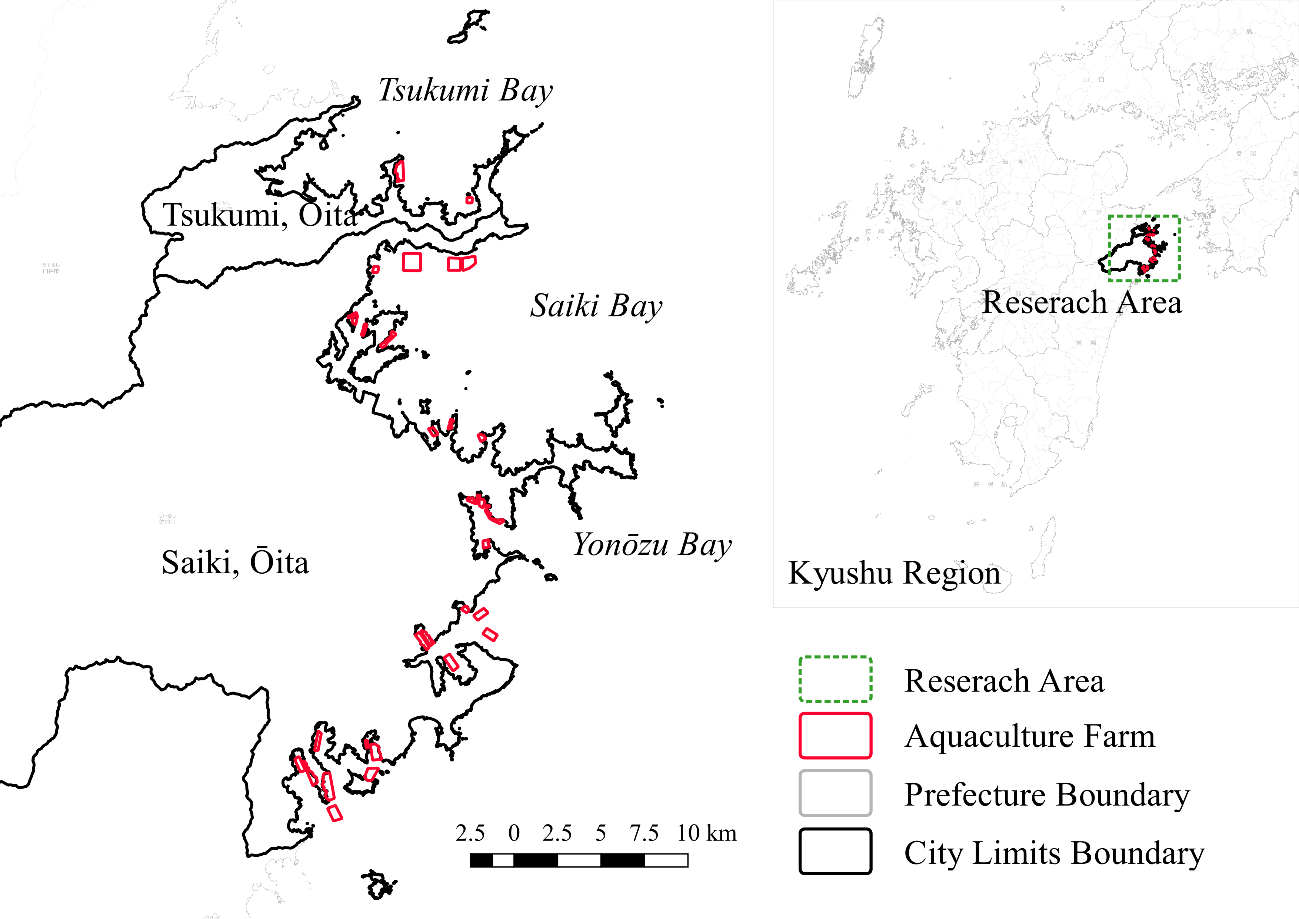 Tsukumi Bay
Tsukumi, Ōita
Saiki Bay
Saiki, Ōita
Yonōzu Bay
2.5 0 2.5 5 7.5 10 km
Reserach Area
Kyushu Region
Reserach Area
Aquaculture Farm
Prefecture Boundary
City Limits Boundary